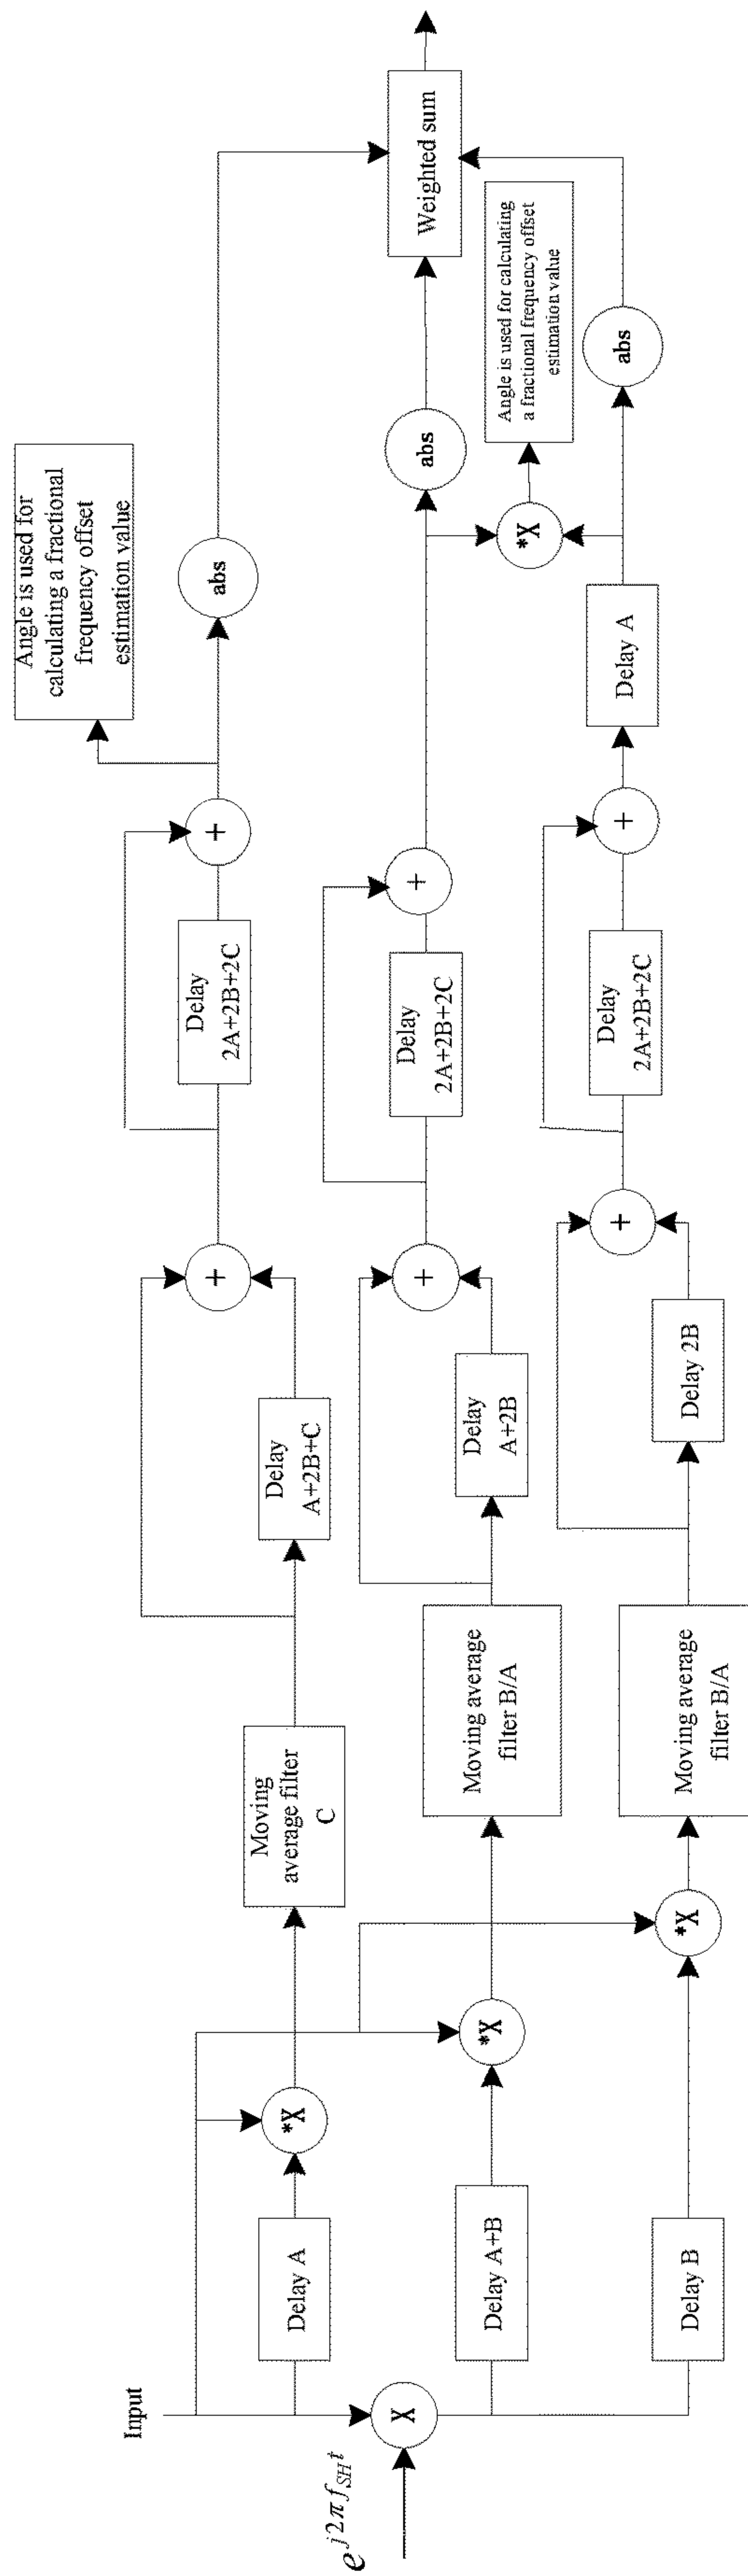 Input
e^{j2πf_{SH}t}
X
Delay A
Delay A+B
Delay B
*X
*X
*X
Moving
average filter
C
Moving average
filter B/A
Moving average
filter B/A
Delay
A+2B+C
Delay
A+2B
Delay 2B
+
+
+
Delay
2A+2B+2C
Delay
2A+2B+2C
Delay
2A+2B+2C
+
+
+
Delay A
Angle is used for
calculating a fractional
frequency offset
estimation value
abs
abs
*X
Angle is used for calculating
a fractional frequency offset
estimation value
abs
Weighted sum